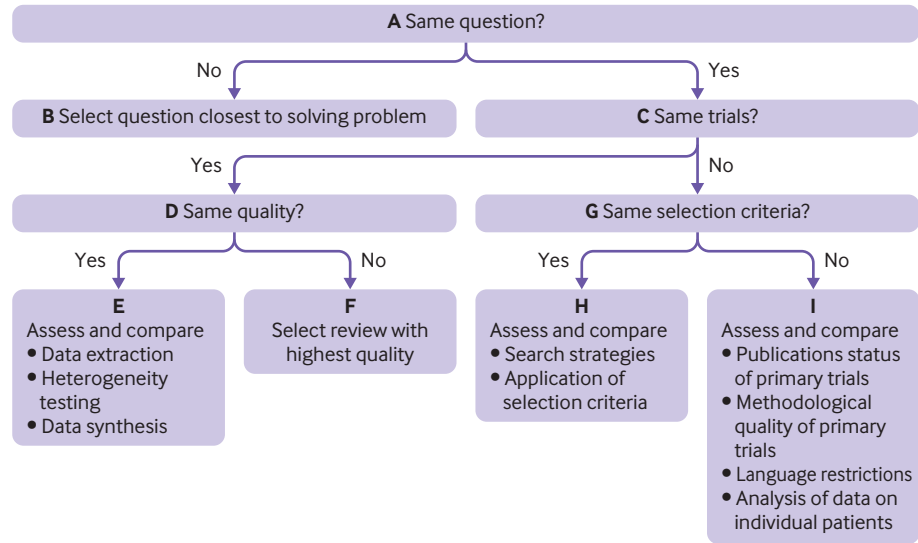 A Same question?
No
Yes
B Select question closest to solving problem
C Same trials?
Yes
No
D Same quality?
G Same selection criteria?
Yes
No
Yes
No
E
Assess and compare
• Data extraction
• Heterogeneity
testing
• Data synthesis
F
Select review with
highest quality
H
Assess and compare
• Search strategies
• Application of
selection criteria
I
Assess and compare
• Publications status
of primary trials
• Methodological
quality of primary
trials
• Language restrictions
• Analysis of data on
individual patients